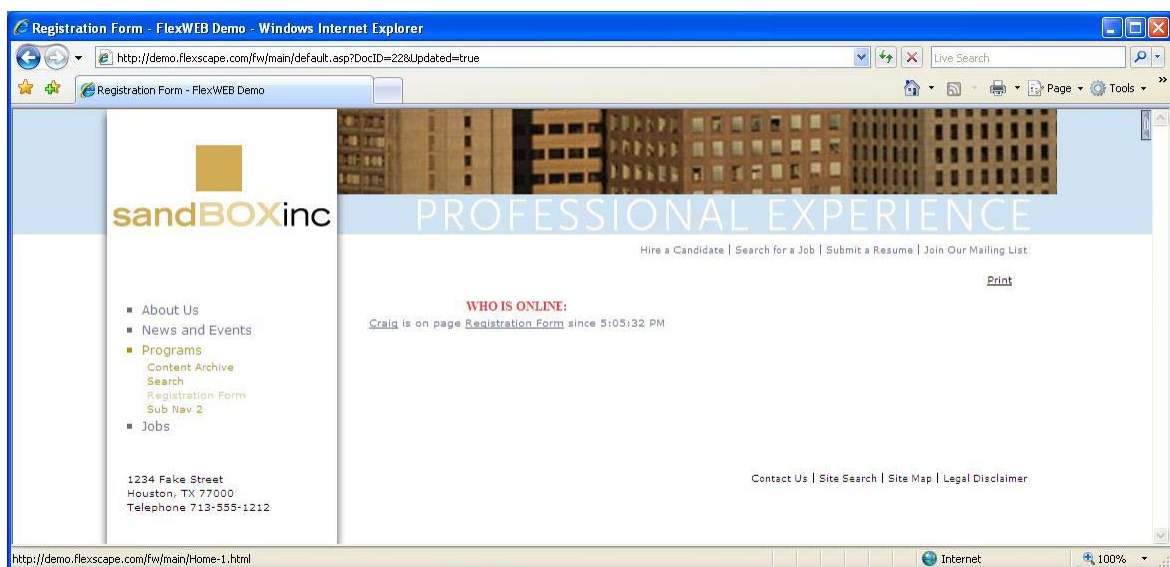 Registration Form - FlexWEB Demo - Windows Internet Explorer
http://demo.flexscape.com/fw/main/default.asp?DocID=22&Updated=true
Live Search
Registration Form - FlexWEB Demo
Page
Tools
sandBOXinc
PROFESSIONAL EXPERIENCE
Hire a Candidate | Search for a Job | Submit a Resume | Join Our Mailing List
Print
WHO IS ONLINE:
Craig is on page Registration Form since 5:05:32 PM
About Us
News and Events
Programs
Content Archive
Search
Registration Form
Sub Nav 2
Jobs
1234 Fake Street
Houston, TX 77000
Telephone 713-555-1212
Contact Us | Site Search | Site Map | Legal Disclaimer
http://demo.flexscape.com/fw/main/Home-1.html
Internet
100%